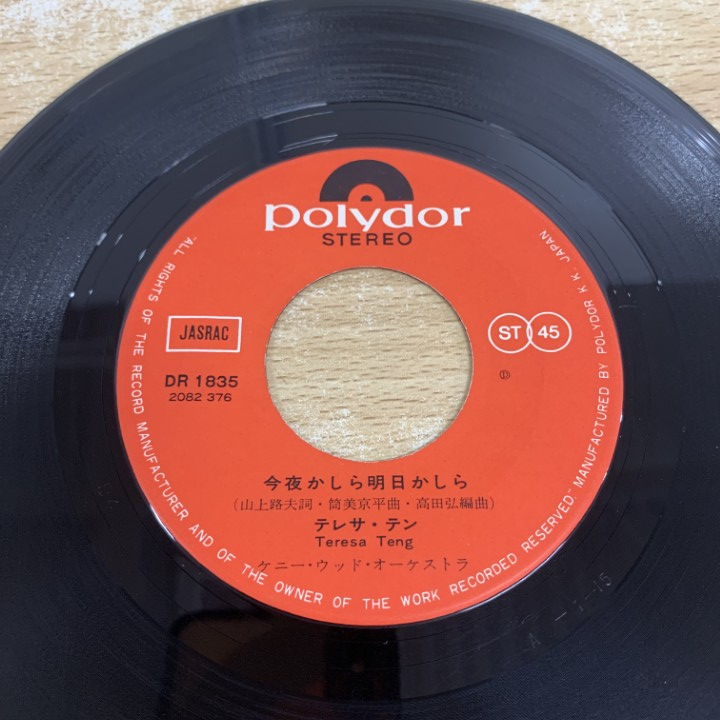 polydor
STEREO
JASRAC
ST 45
DR 1835
2082 376
今夜かしら明日かしら
(山上路夫詞・筒美京平曲・高田弘編曲)
テレサ・テン
Teresa Teng
ケニー・ウッド・オーケストラ
"ALL RIGHTS OF THE RECORD MANUFACTURER AND OF THE OWNER OF THE WORK RECORDED RESERVED." MANUFACTURED BY POLYDOR K.K. JAPAN